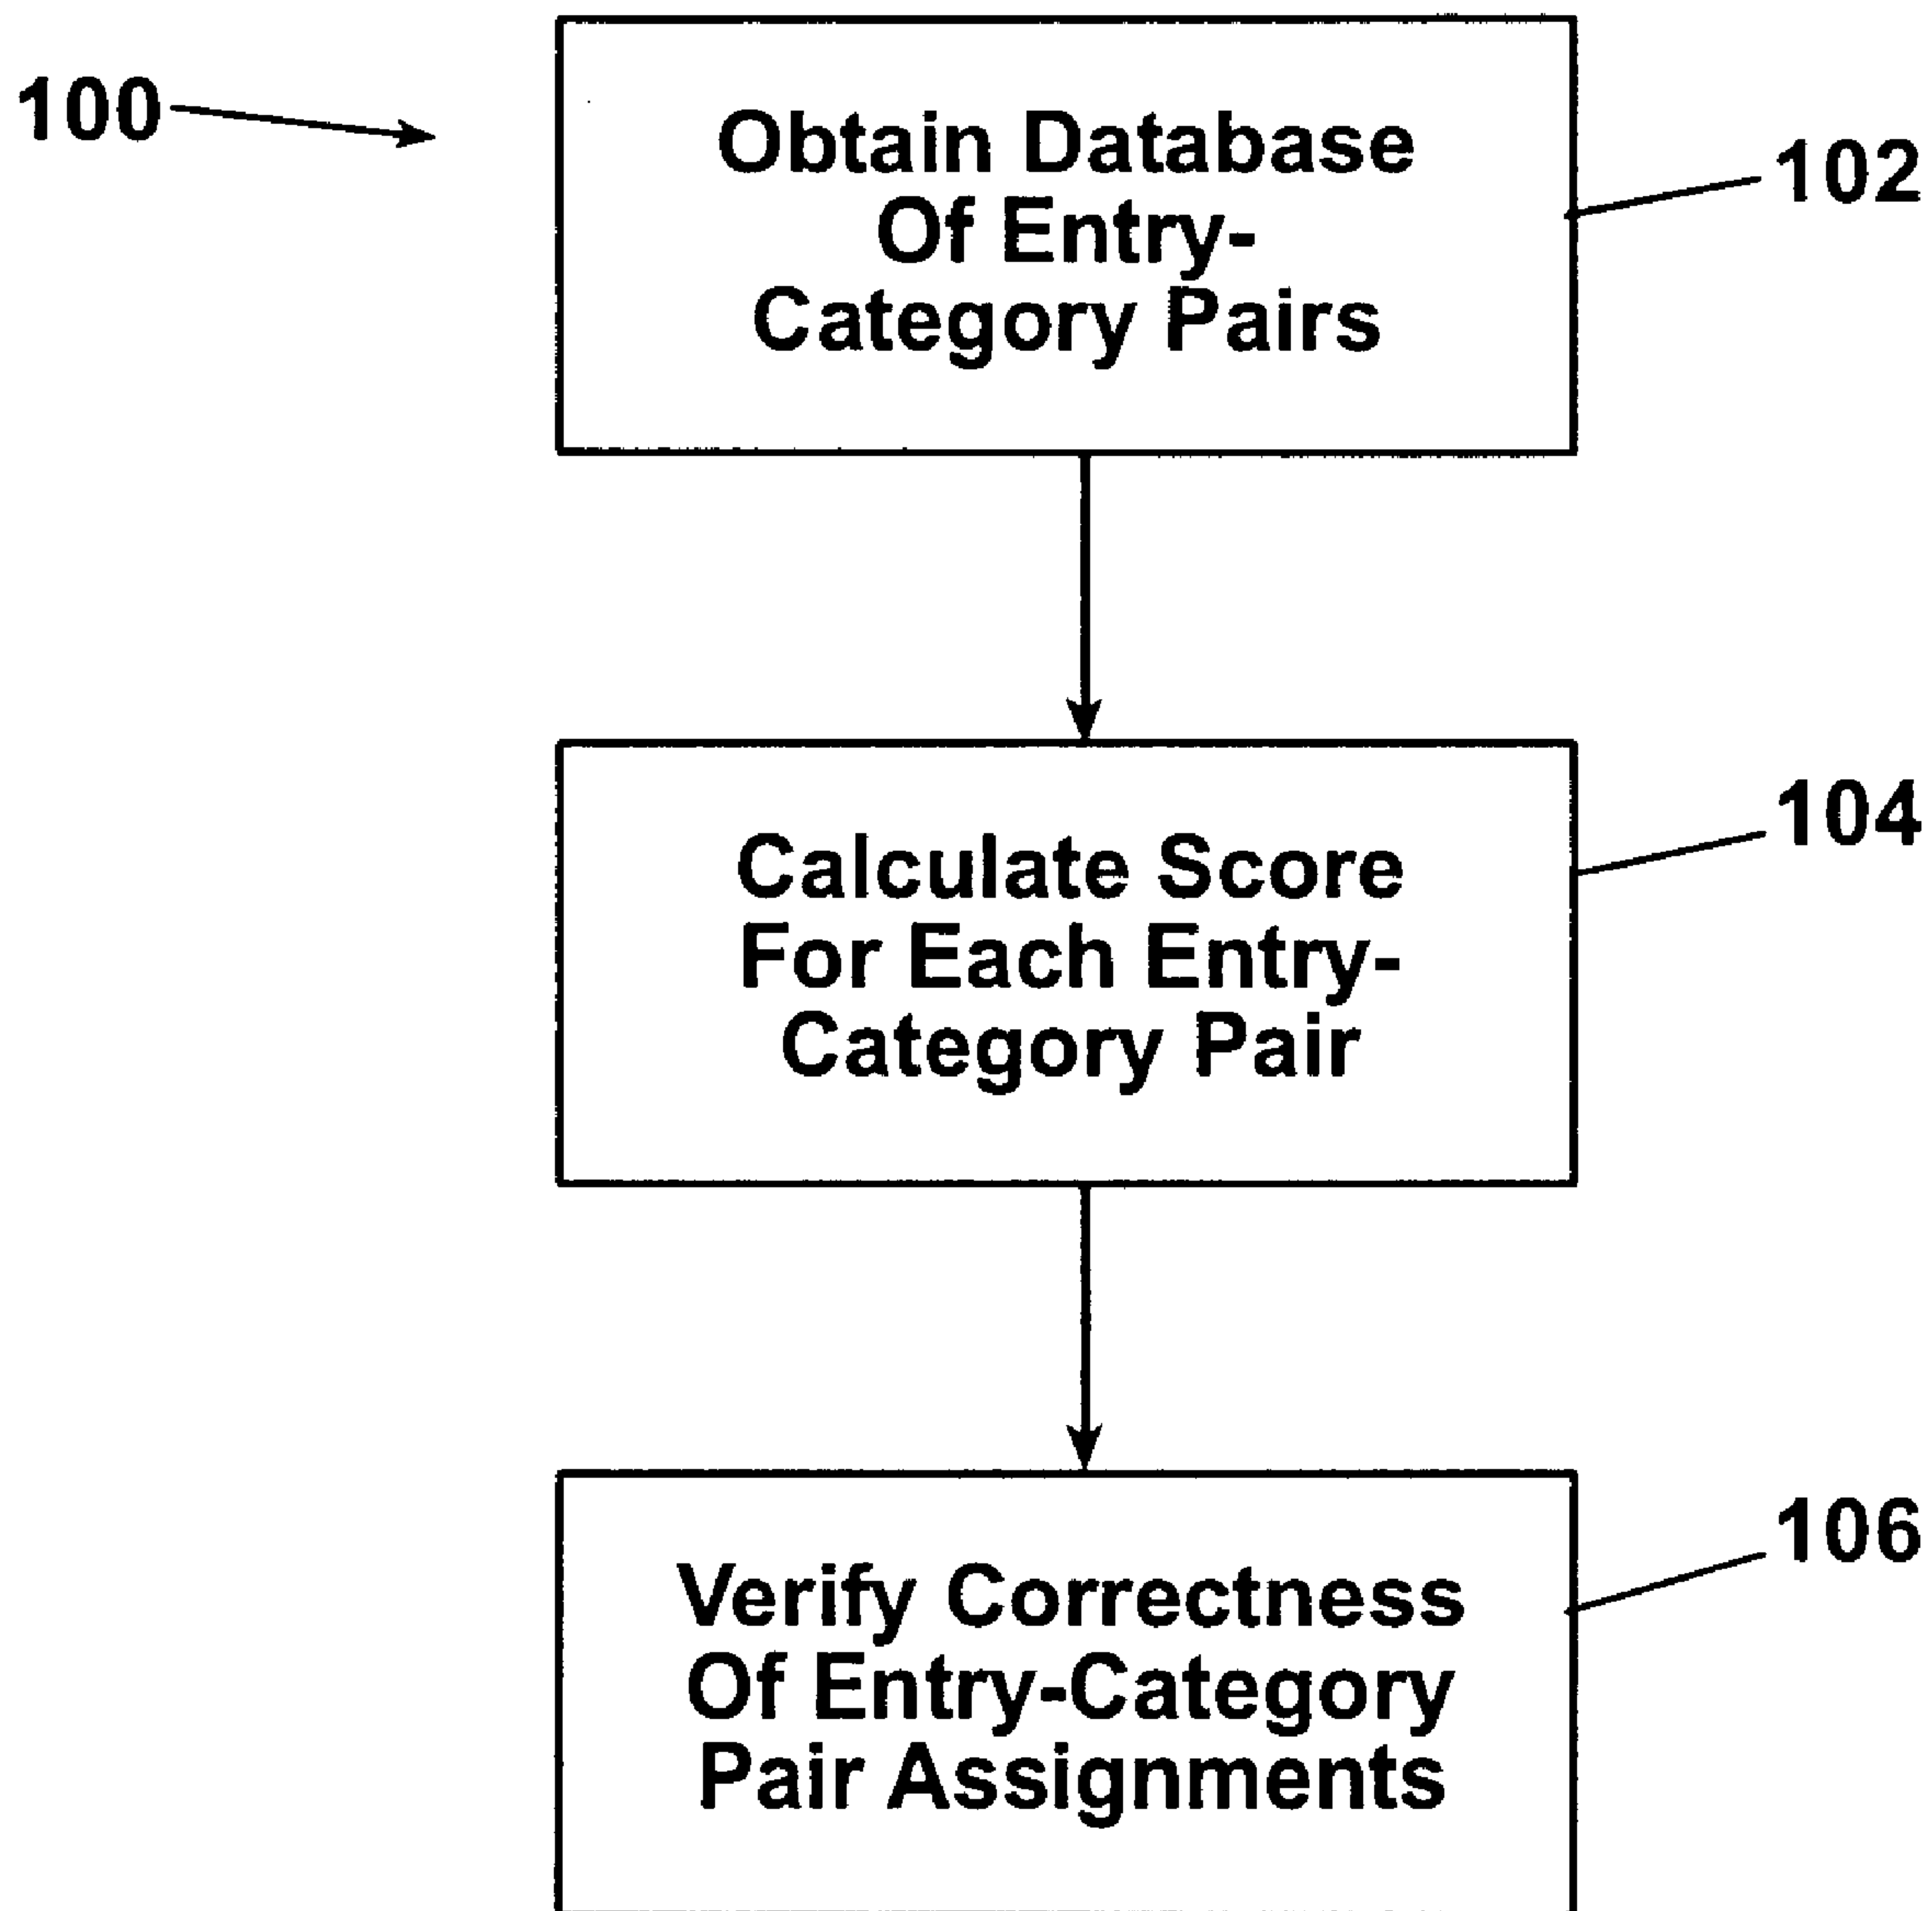 100
Obtain Database
Of Entry-
Category Pairs
102
Calculate Score
For Each Entry-
Category Pair
104
Verify Correctness
Of Entry-Category
Pair Assignments
106